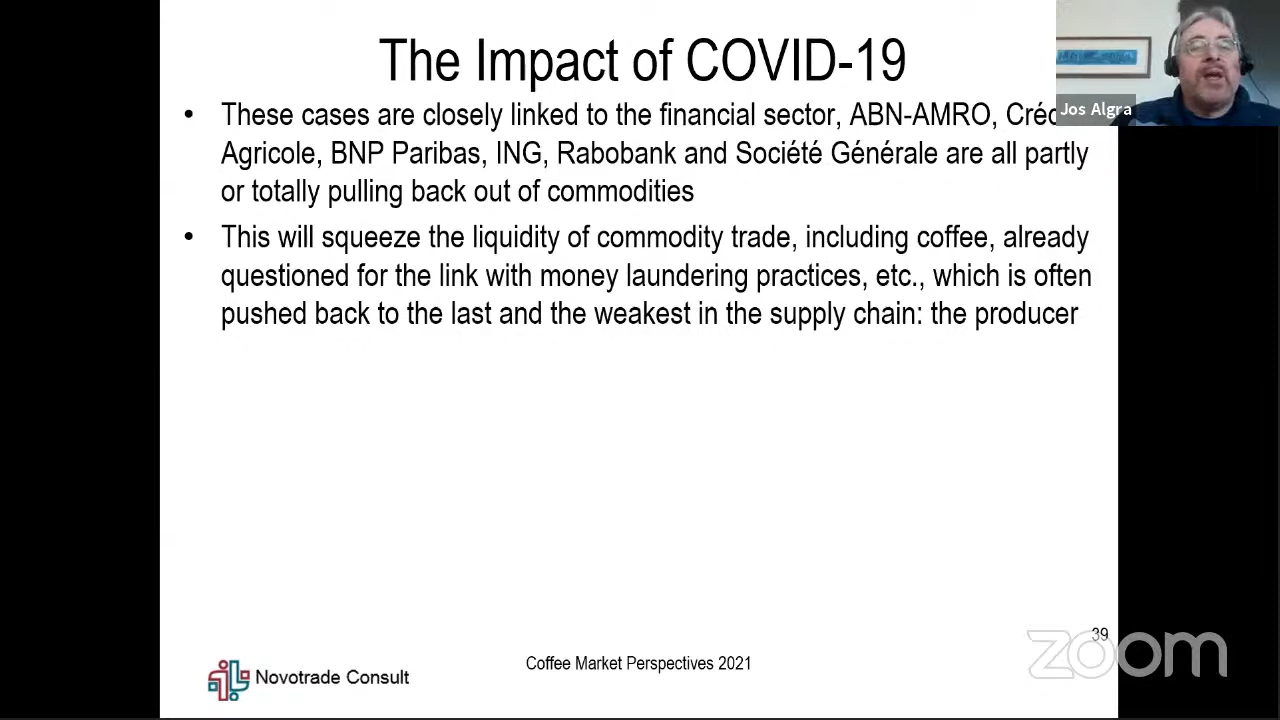 The Impact of COVID-19
• These cases are closely linked to the financial sector, ABN-AMRO,
Agricole, BNP Paribas, ING, Rabobank and Société Générale are all partly
or totally pulling back out of commodities
• This will squeeze the liquidity of commodity trade, including coffee, already
questioned for the link with money laundering practices, etc., which is often
pushed back to the last and the weakest in the supply chain: the producer
Jos Algra
39
Novotrade Consult
Coffee Market Perspectives 2021
zoom